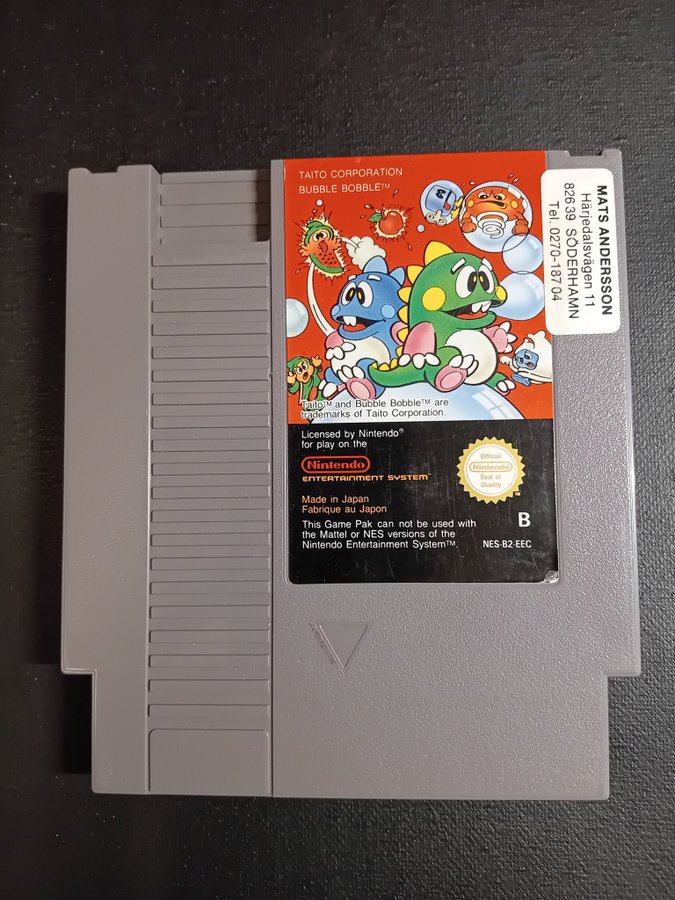 TAITO CORPORATION
BUBBLE BOBBLE™
MATS ANDERSSON
Härjedalsvägen 11
826 39 SÖDERHAMN
Tel. 0270-187 04
Taito™ and Bubble Bobble™ are
trademarks of Taito Corporation.
Licensed by Nintendo®
for play on the
Nintendo
ENTERTAINMENT SYSTEM™
Official
Nintendo
Seal of
Quality
Made in Japan
Fabrique au Japon
This Game Pak can not be used with
the Mattel or NES versions of the
Nintendo Entertainment System™.
B
NES-B2-EEC